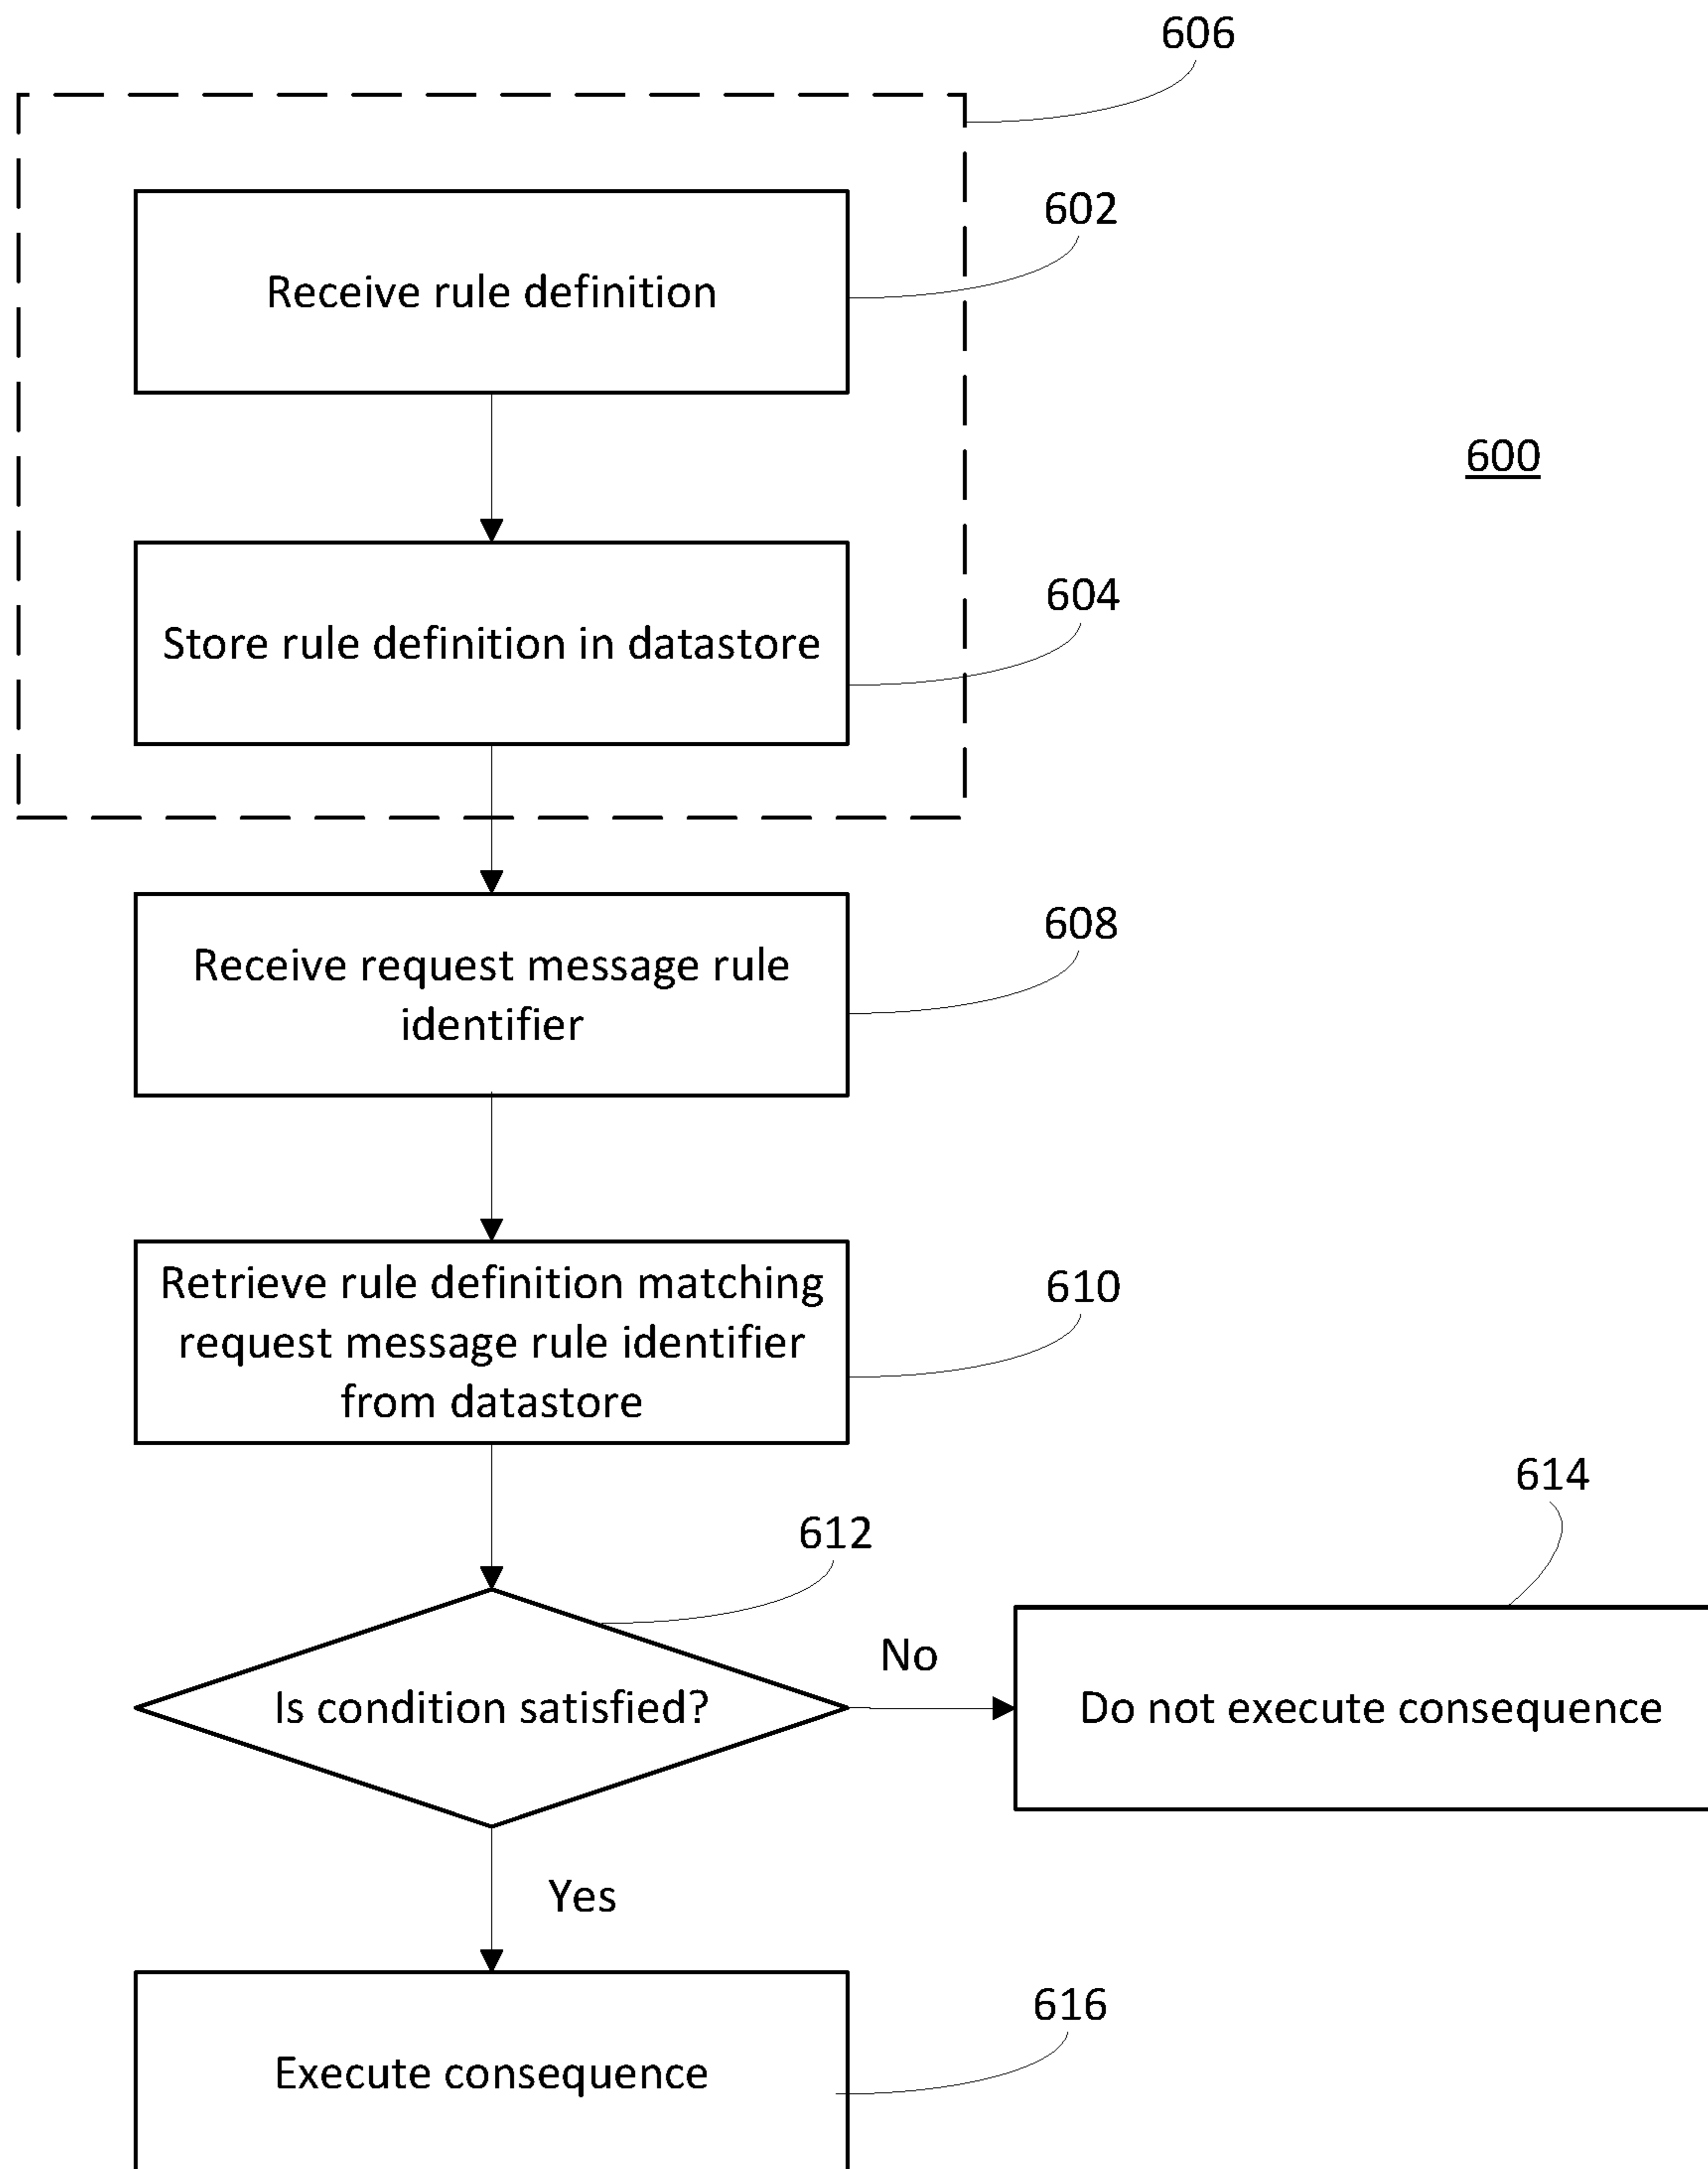 606
602
Receive rule definition
600
604
Store rule definition in datastore
608
Receive request message rule
identifier
610
Retrieve rule definition matching
request message rule identifier
from datastore
614
612
No
Is condition satisfied?
Do not execute consequence
Yes
616
Execute consequence